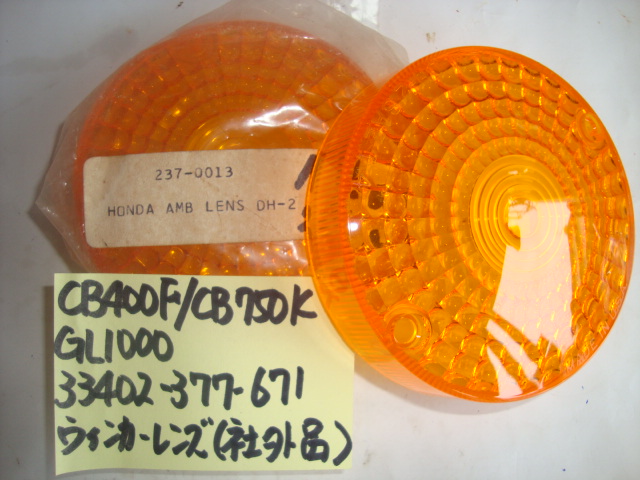 237-0013
HONDA AMB LENS DH-2
CB400F/CB750K
GL1000
33402-377-671
ウィンカーレンズ(社外品)